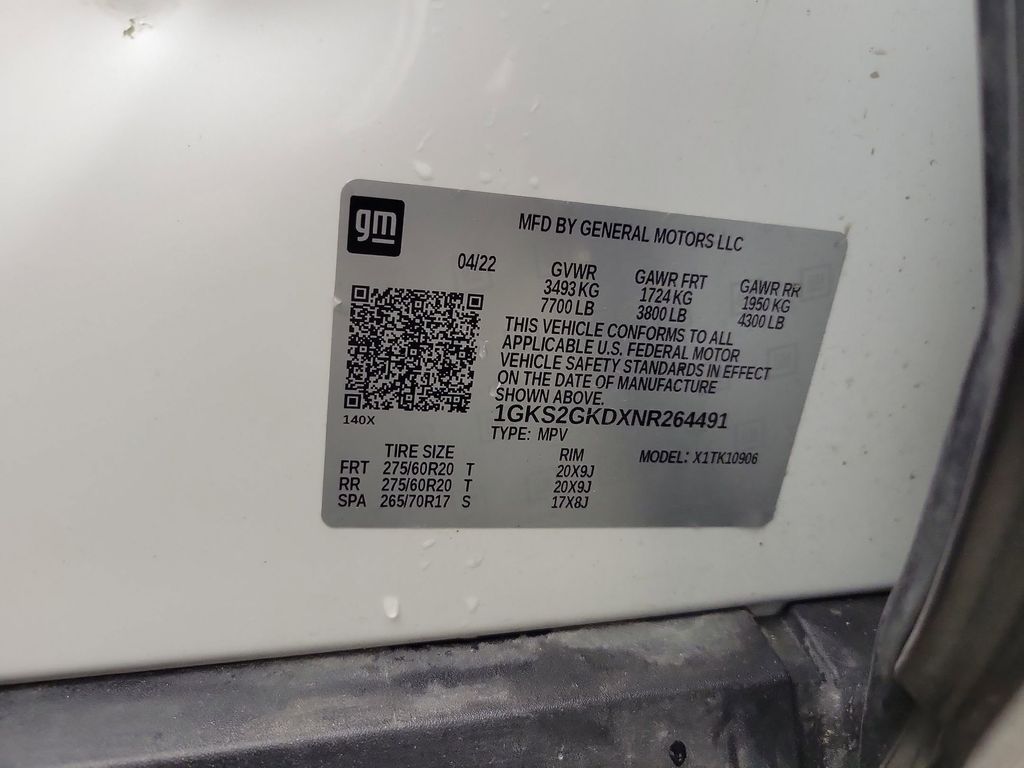 gm
MFD BY GENERAL MOTORS LLC
04/22
GVWR
3493 KG
7700 LB
GAWR FRT
1724 KG
3800 LB
GAWR RR
1950 KG
4300 LB
THIS VEHICLE CONFORMS TO ALL
APPLICABLE U.S. FEDERAL MOTOR
VEHICLE SAFETY STANDARDS IN EFFECT
ON THE DATE OF MANUFACTURE
SHOWN ABOVE.
1GKS2GKDXNR264491
140X
TYPE: MPV
TIRE SIZE RIM MODEL: X1TK10906
FRT 275/60R20 T 20X9J
RR 275/60R20 T 20X9J
SPA 265/70R17 S 17X8J